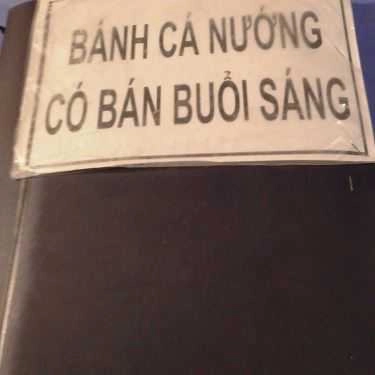 BÁNH CÁ NƯỚNG
CÓ BÁN BUỔI SÁNG